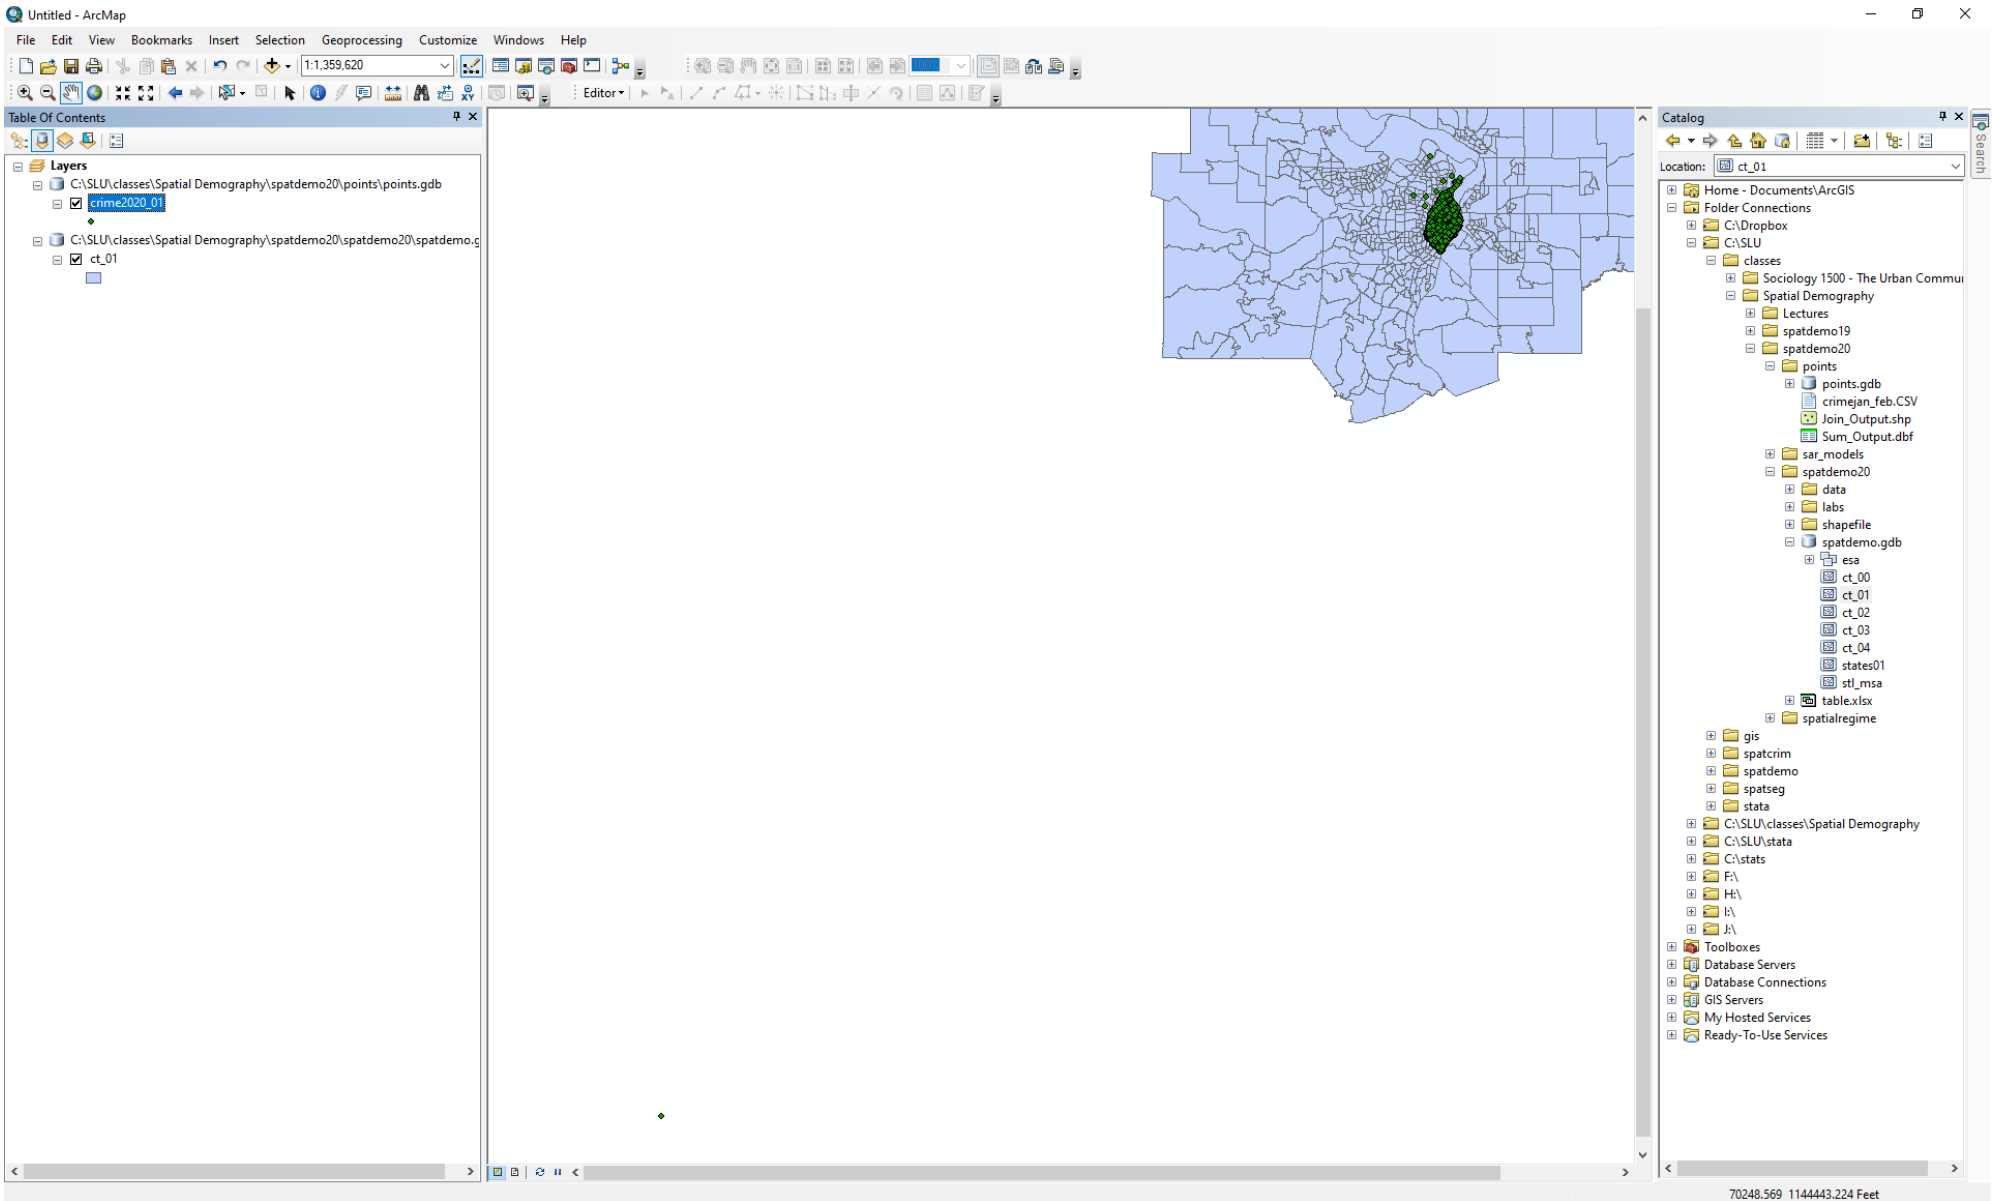 Untitled - ArcMap
File Edit View Bookmarks Insert Selection Geoprocessing Customize Windows Help
1:1,359,620
100%
Editor
Table Of Contents
Layers
C:\SLU\classes\Spatial Demography\spatdemo20\points\points.gdb
crime2020_01
C:\SLU\classes\Spatial Demography\spatdemo20\spatdemo20\spatdemo.g
ct_01
Catalog
Location: ct_01
Home - Documents\ArcGIS
Folder Connections
C:\Dropbox
C:\SLU
classes
Sociology 1500 - The Urban Commu
Spatial Demography
Lectures
spatdemo19
spatdemo20
points
points.gdb
crimejan_feb.CSV
Join_Output.shp
Sum_Output.dbf
sar_models
spatdemo20
data
labs
shapefile
spatdemo.gdb
esa
ct_00
ct_01
ct_02
ct_03
ct_04
states01
stl_msa
table.xlsx
spatialregime
gis
spatcrim
spatdemo
spatseg
stata
C:\SLU\classes\Spatial Demography
C:\SLU\stata
C:\stats
F:\
H:\
I:\
J:\
Toolboxes
Database Servers
Database Connections
GIS Servers
My Hosted Services
Ready-To-Use Services
Search
70248.569 1144443.224 Feet